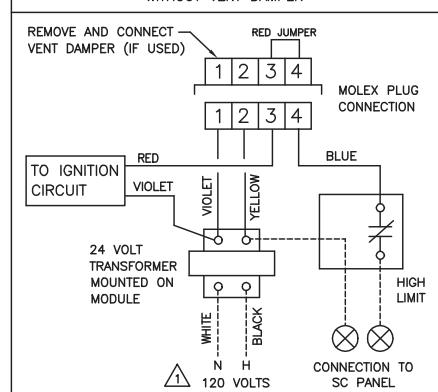 WITHOUT VENT DAMPER
REMOVE AND CONNECT
VENT DAMPER (IF USED)
RED JUMPER
1 2 3 4
MOLEX PLUG
CONNECTION
1 2 3 4
RED
BLUE
TO IGNITION
CIRCUIT
VIOLET
VIOLET
YELLOW
24 VOLT
TRANSFORMER
MOUNTED ON
MODULE
HIGH
LIMIT
WHITE
BLACK
N H
1 120 VOLTS
CONNECTION TO
SC PANEL